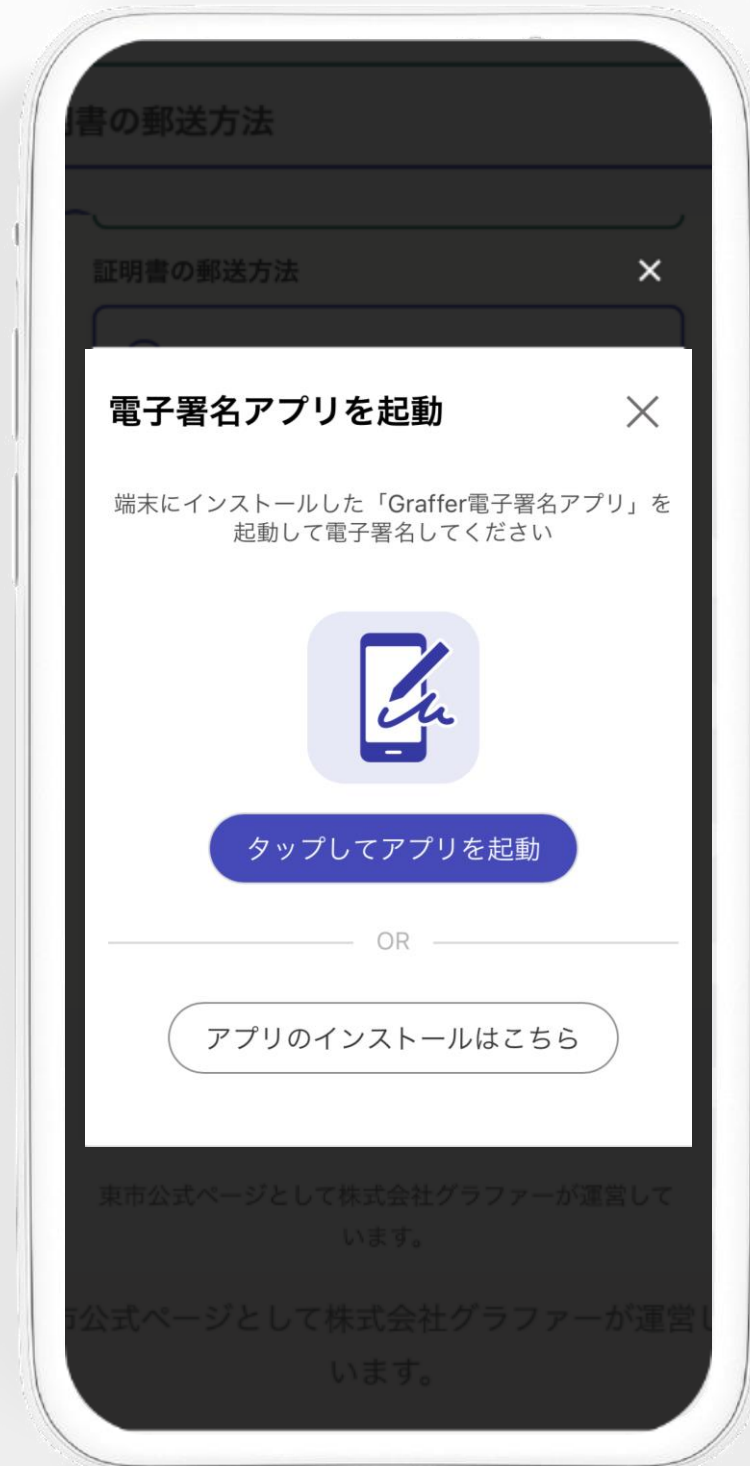 書の郵送方法
証明書の郵送方法
電子署名アプリを起動
端末にインストールした「Graffer電子署名アプリ」を
起動して電子署名してください
タップしてアプリを起動
OR
アプリのインストールはこちら
東市公式ページとして株式会社グラファーが運営して
います。
公式ページとして株式会社グラファーが運営し
います。